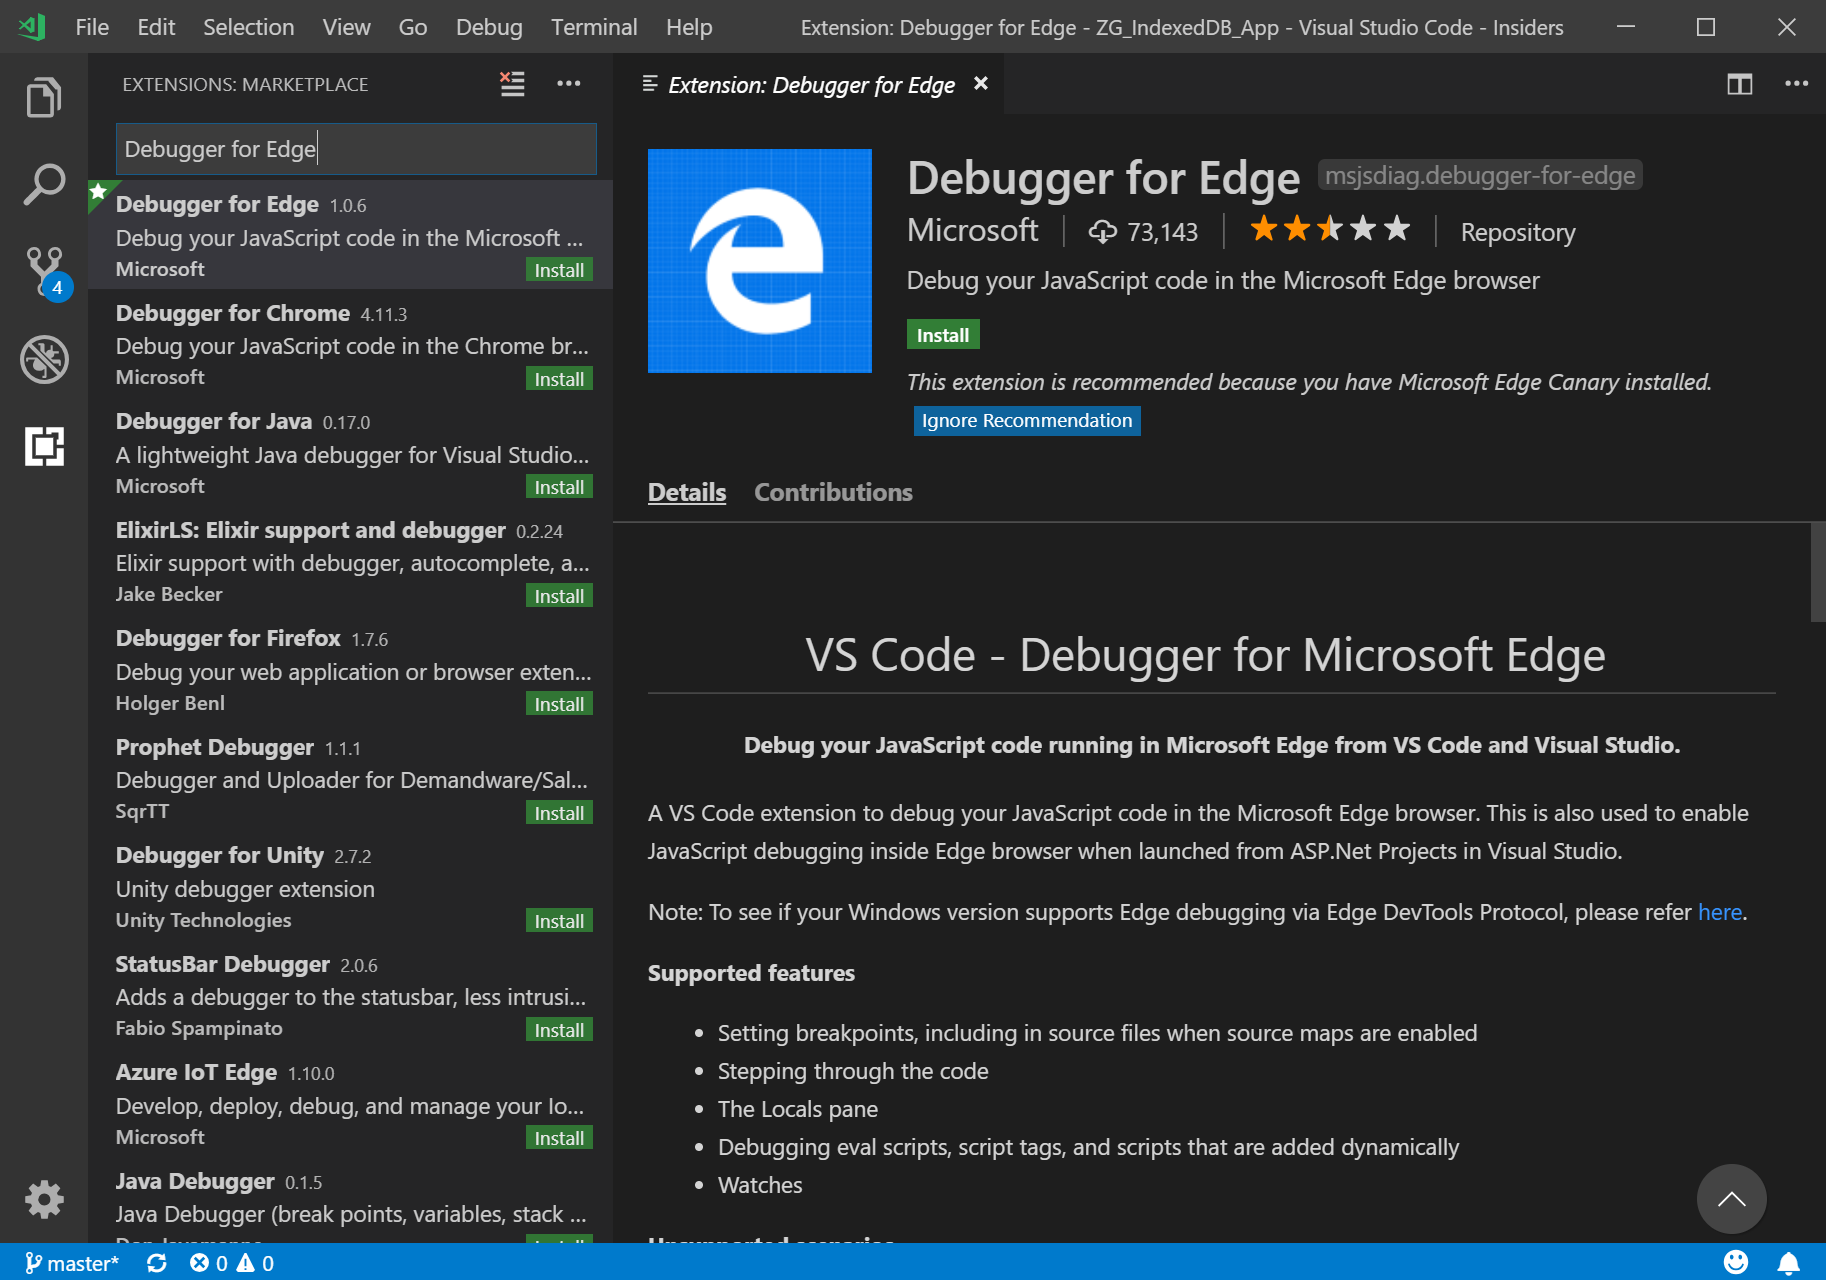 File Edit Selection View Go Debug Terminal Help Extension: Debugger for Edge - ZG_IndexedDB_App - Visual Studio Code - Insiders
EXTENSIONS: MARKETPLACE
Debugger for Edge
Debugger for Edge 1.0.6
Debug your JavaScript code in the Microsoft ...
Microsoft Install
Debugger for Chrome 4.11.3
Debug your JavaScript code in the Chrome br...
Microsoft Install
Debugger for Java 0.17.0
A lightweight Java debugger for Visual Studio...
Microsoft Install
ElixirLS: Elixir support and debugger 0.2.24
Elixir support with debugger, autocomplete, a...
Jake Becker Install
Debugger for Firefox 1.7.6
Debug your web application or browser exten...
Holger Benl Install
Prophet Debugger 1.1.1
Debugger and Uploader for Demandware/Sal...
SqrTT Install
Debugger for Unity 2.7.2
Unity debugger extension
Unity Technologies Install
StatusBar Debugger 2.0.6
Adds a debugger to the statusbar, less intrusi...
Fabio Spampinato Install
Azure IoT Edge 1.10.0
Develop, deploy, debug, and manage your Io...
Microsoft Install
Java Debugger 0.1.5
Java Debugger (break points, variables, stack ...
4
Extension: Debugger for Edge
Debugger for Edge msjsdiag.debugger-for-edge
Microsoft 73,143 Repository
Debug your JavaScript code in the Microsoft Edge browser
Install
This extension is recommended because you have Microsoft Edge Canary installed.
Ignore Recommendation
Details Contributions
VS Code - Debugger for Microsoft Edge
Debug your JavaScript code running in Microsoft Edge from VS Code and Visual Studio.
A VS Code extension to debug your JavaScript code in the Microsoft Edge browser. This is also used to enable
JavaScript debugging inside Edge browser when launched from ASP.Net Projects in Visual Studio.
Note: To see if your Windows version supports Edge debugging via Edge DevTools Protocol, please refer here.
Supported features
• Setting breakpoints, including in source files when source maps are enabled
• Stepping through the code
• The Locals pane
• Debugging eval scripts, script tags, and scripts that are added dynamically
• Watches
master* 0 0